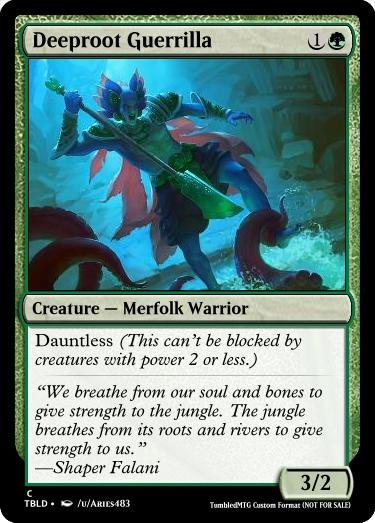 Deeproot Guerrilla 1
Creature — Merfolk Warrior
Dauntless (This can't be blocked by
creatures with power 2 or less.)
“We breathe from our soul and bones to
give strength to the jungle. The jungle
breathes from its roots and rivers to give
strength to us.”
—Shaper Falani
3/2
C
TBLD • /u/Aries483
TumbledMTG Custom Format (NOT FOR SALE)